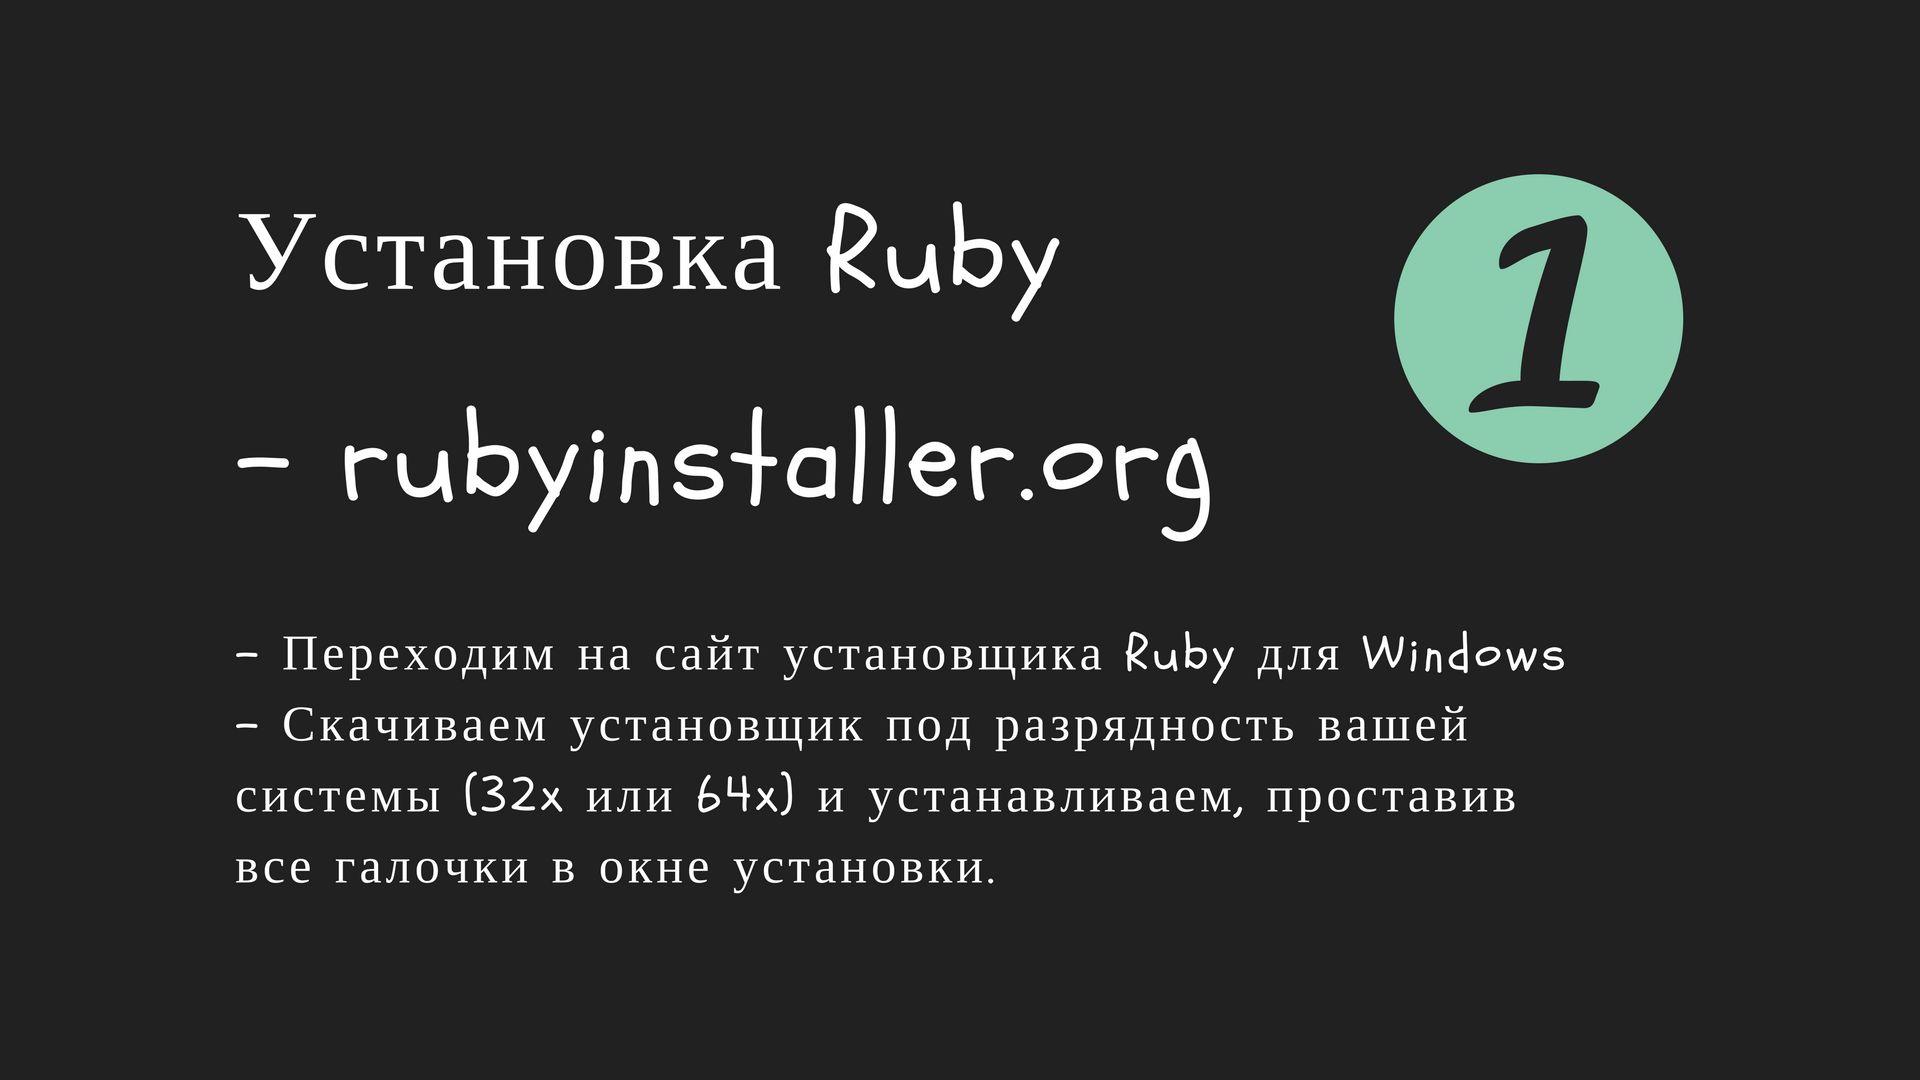 Установка Ruby
1
- rubyinstaller.org
- Переходим на сайт установщика Ruby для Windows
- Скачиваем установщик под разрядность вашей
системы (32x или 64x) и устанавливаем, проставив
все галочки в окне установки.